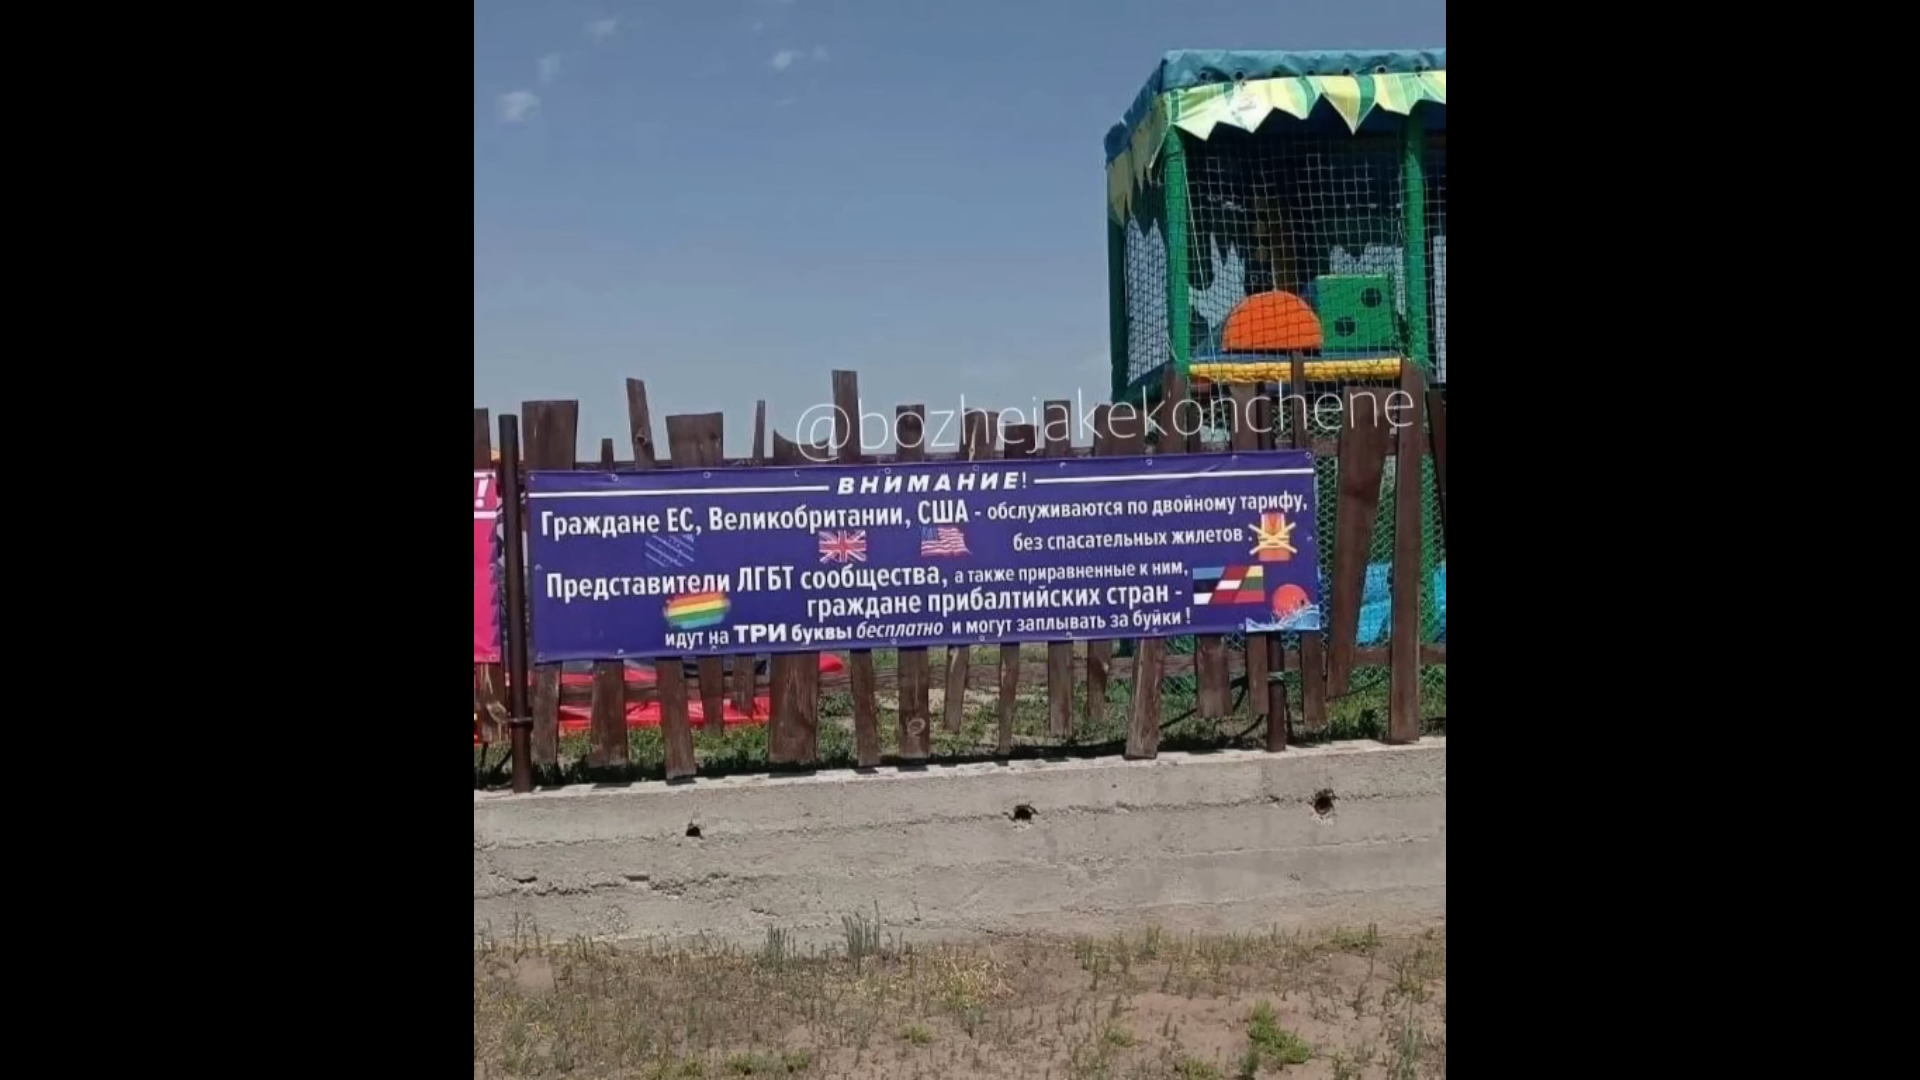 @bozhejakekonchene
!
ВНИМАНИЕ!
Граждане ЕС, Великобритании, США - обслуживаются по двойному тарифу,
без спасательных жилетов.
Представители ЛГБТ сообщества, а также приравненные к ним,
граждане прибалтийских стран -
идут на ТРИ буквы бесплатно и могут заплывать за буйки!